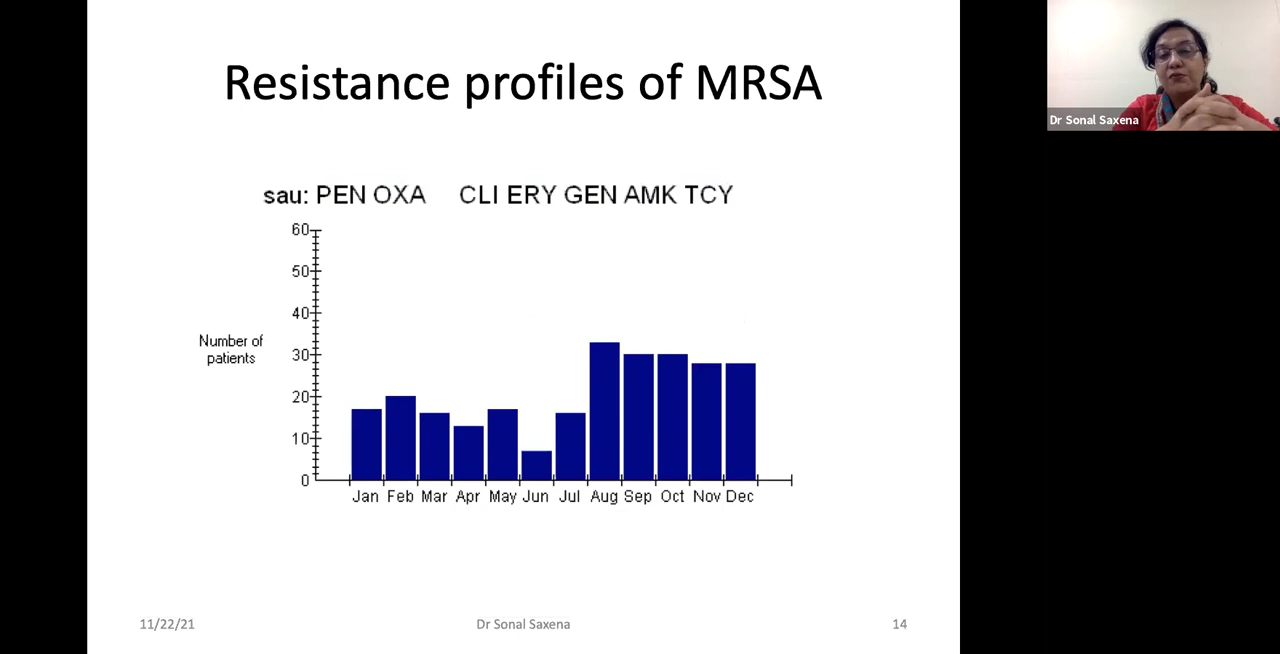 Resistance profiles of MRSA
sau: PEN OXA CLI ERY GEN AMK TCY
60
50
40
30
20
10
0
Number of
patients
Jan Feb Mar Apr May Jun Jul Aug Sep Oct Nov Dec
11/22/21 Dr Sonal Saxena 14
Dr Sonal Saxena